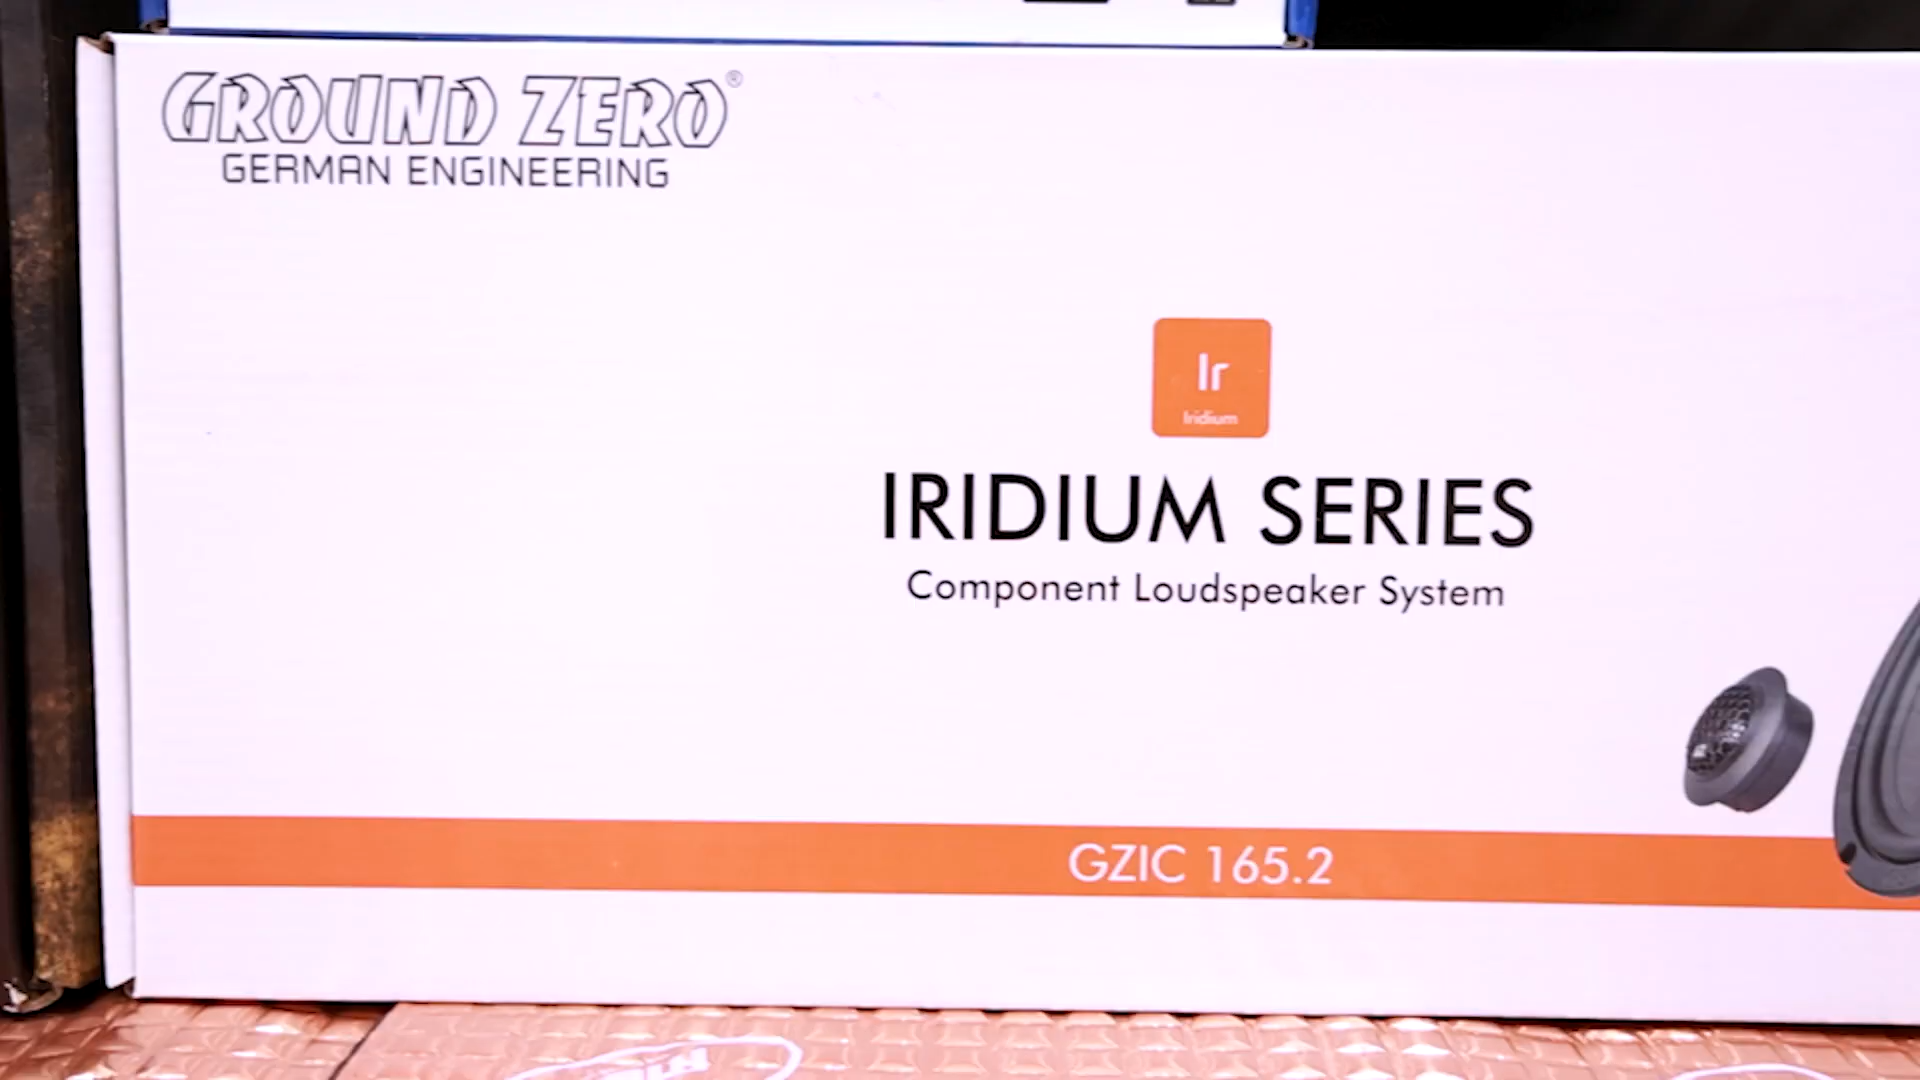 GROUND ZERO®
GERMAN ENGINEERING
Ir
Iridium
IRIDIUM SERIES
Component Loudspeaker System
GZIC 165.2